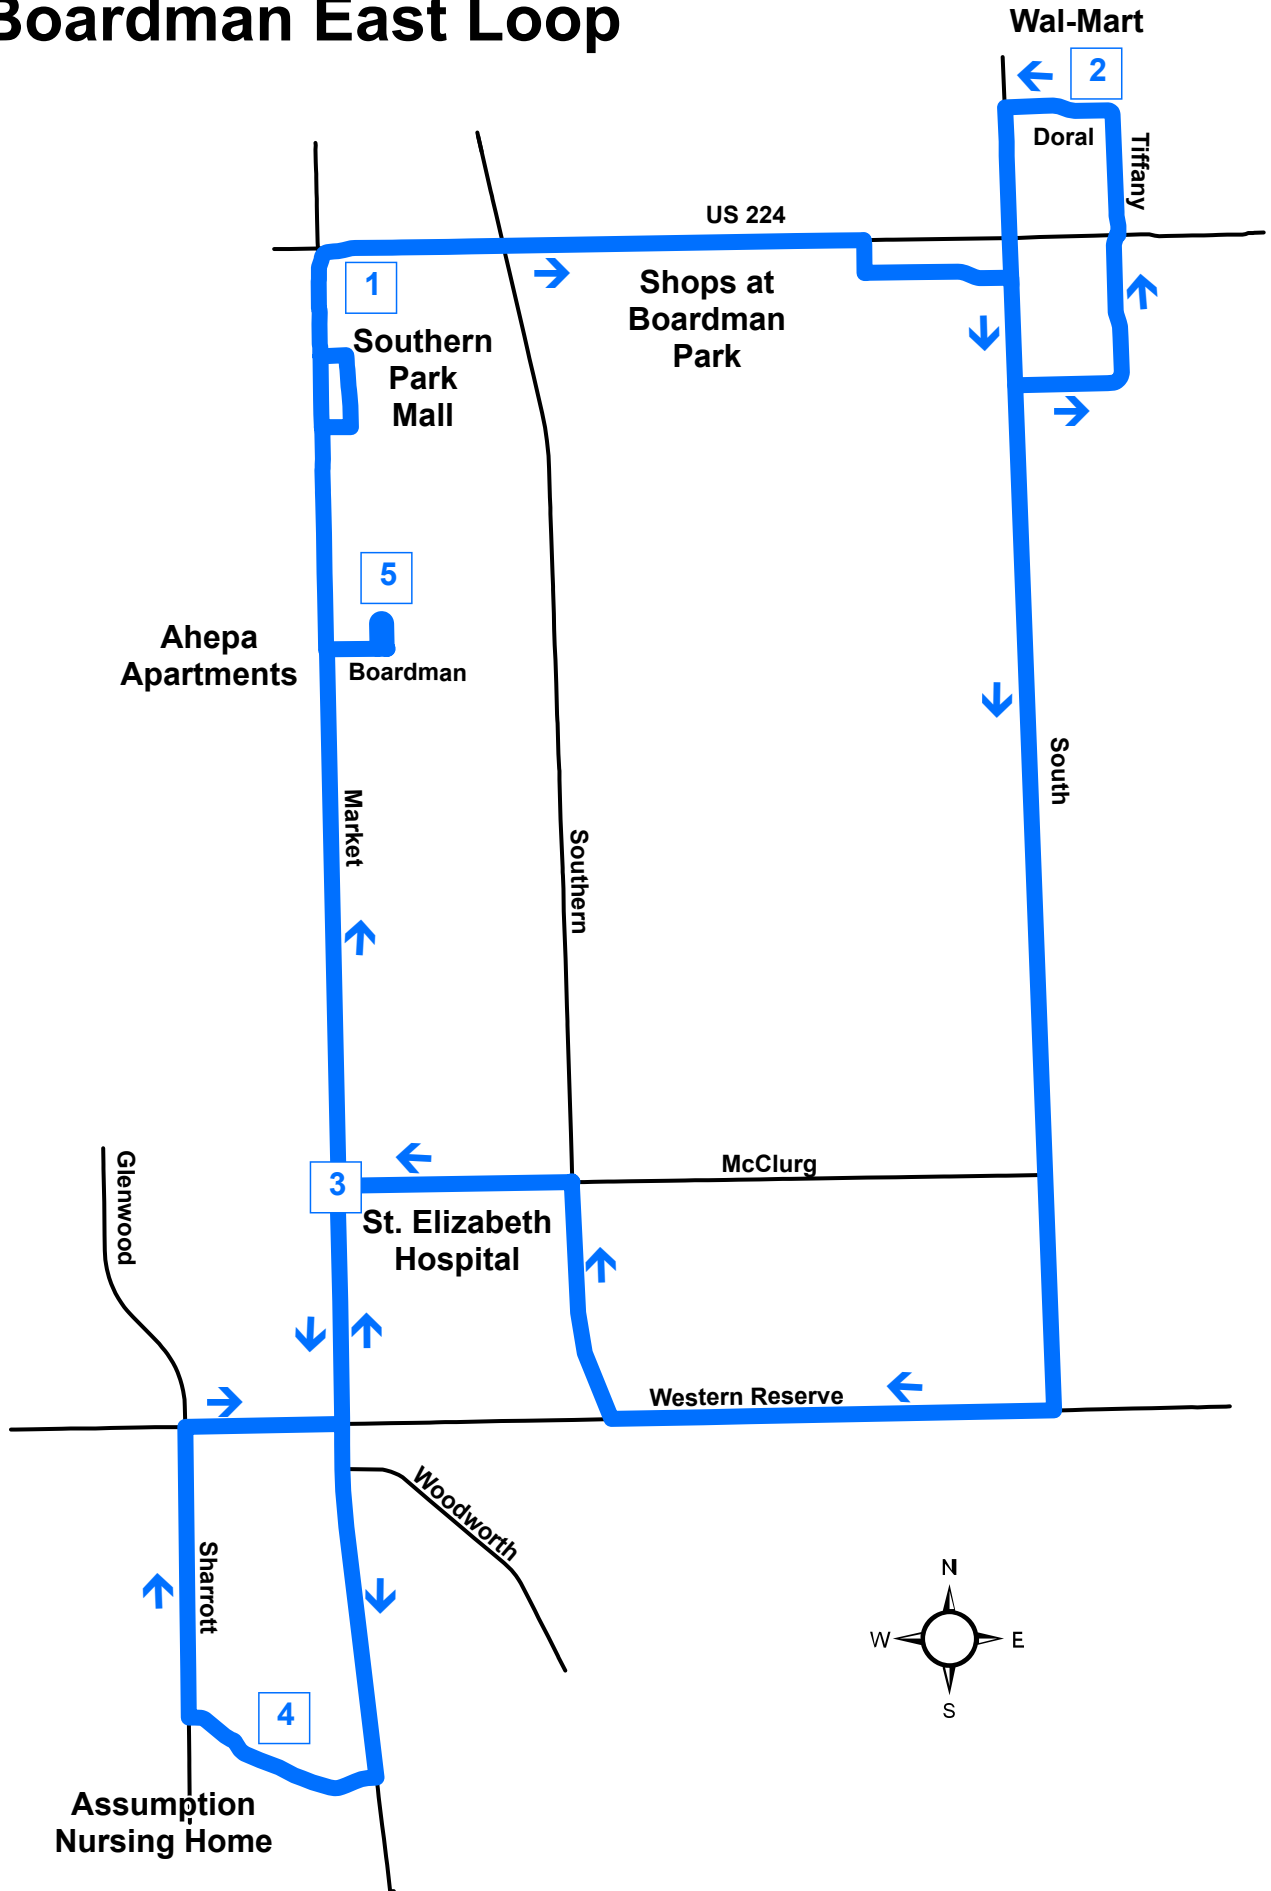 Boardman East Loop
Wal-Mart
2
Doral
Tiffany
US 224
1
Shops at
Boardman
Park
Southern
Park
Mall
5
Ahepa
Apartments
Boardman
South
Market
Southern
McClurg
Glenwood
3
St. Elizabeth
Hospital
Western Reserve
Woodworth
Sharrott
N
W
E
S
4
Assumption
Nursing Home